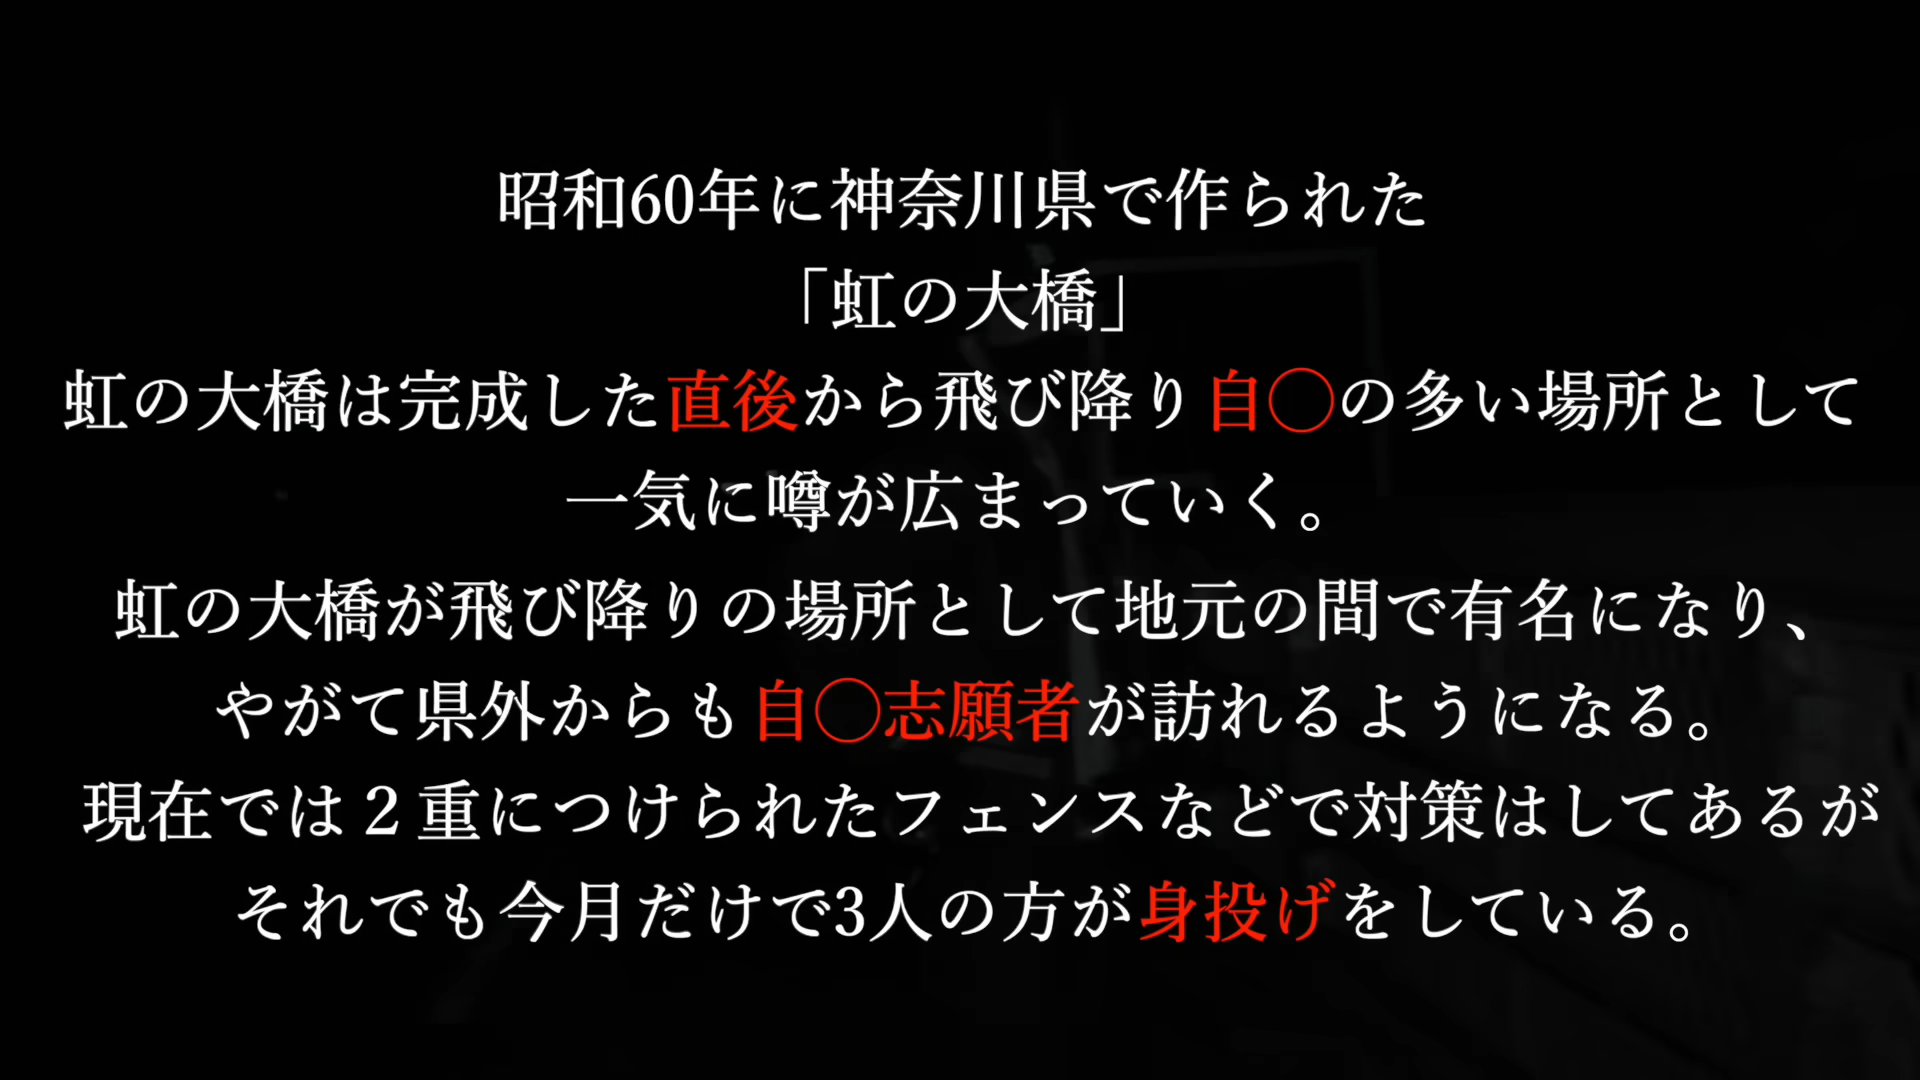 昭和60年に神奈川県で作られた
「虹の大橋」
虹の大橋は完成した直後から飛び降り自◯の多い場所として
一気に噂が広まっていく。
虹の大橋が飛び降りの場所として地元の間で有名になり、
やがて県外からも自◯志願者が訪れるようになる。
現在では２重につけられたフェンスなどで対策はしてあるが
それでも今月だけで3人の方が身投げをしている。